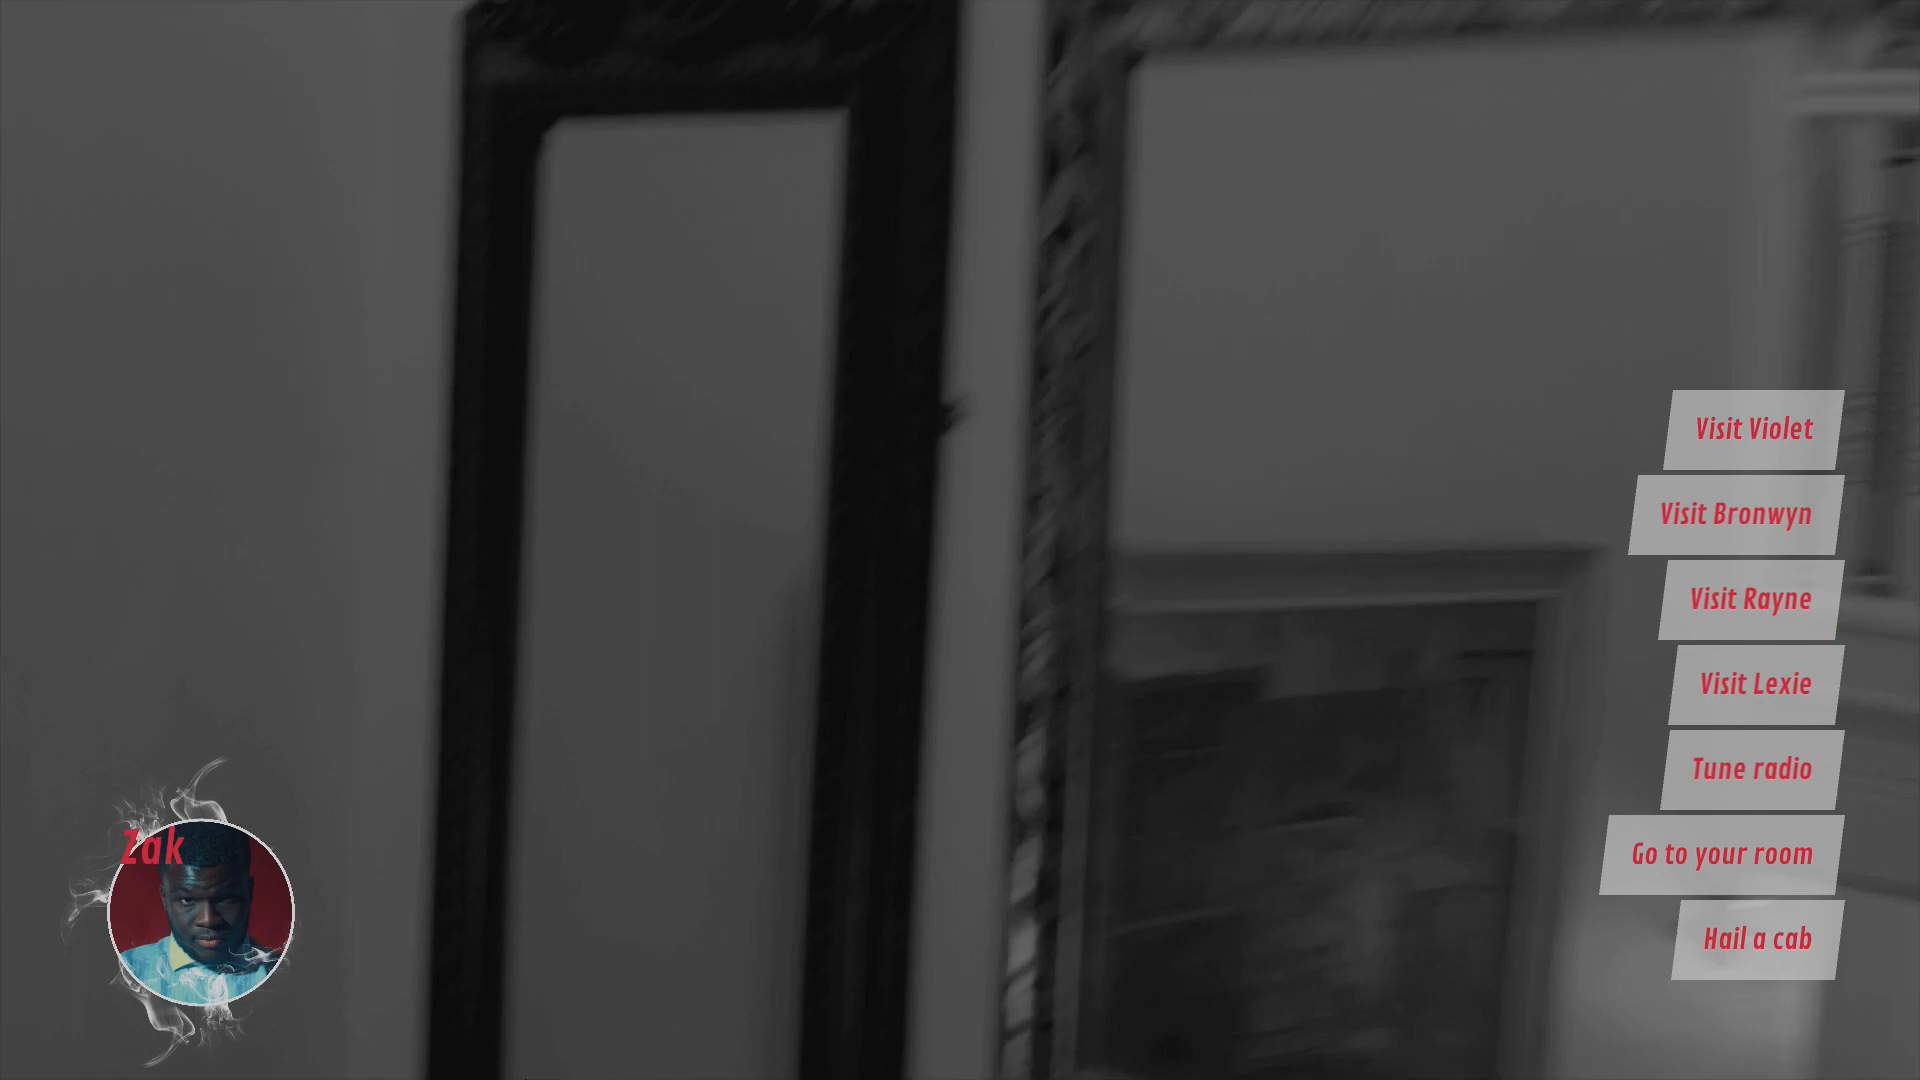 Visit Violet
Visit Bronwyn
Visit Rayne
Visit Lexie
Tune radio
Zak
Go to your room
Hail a cab